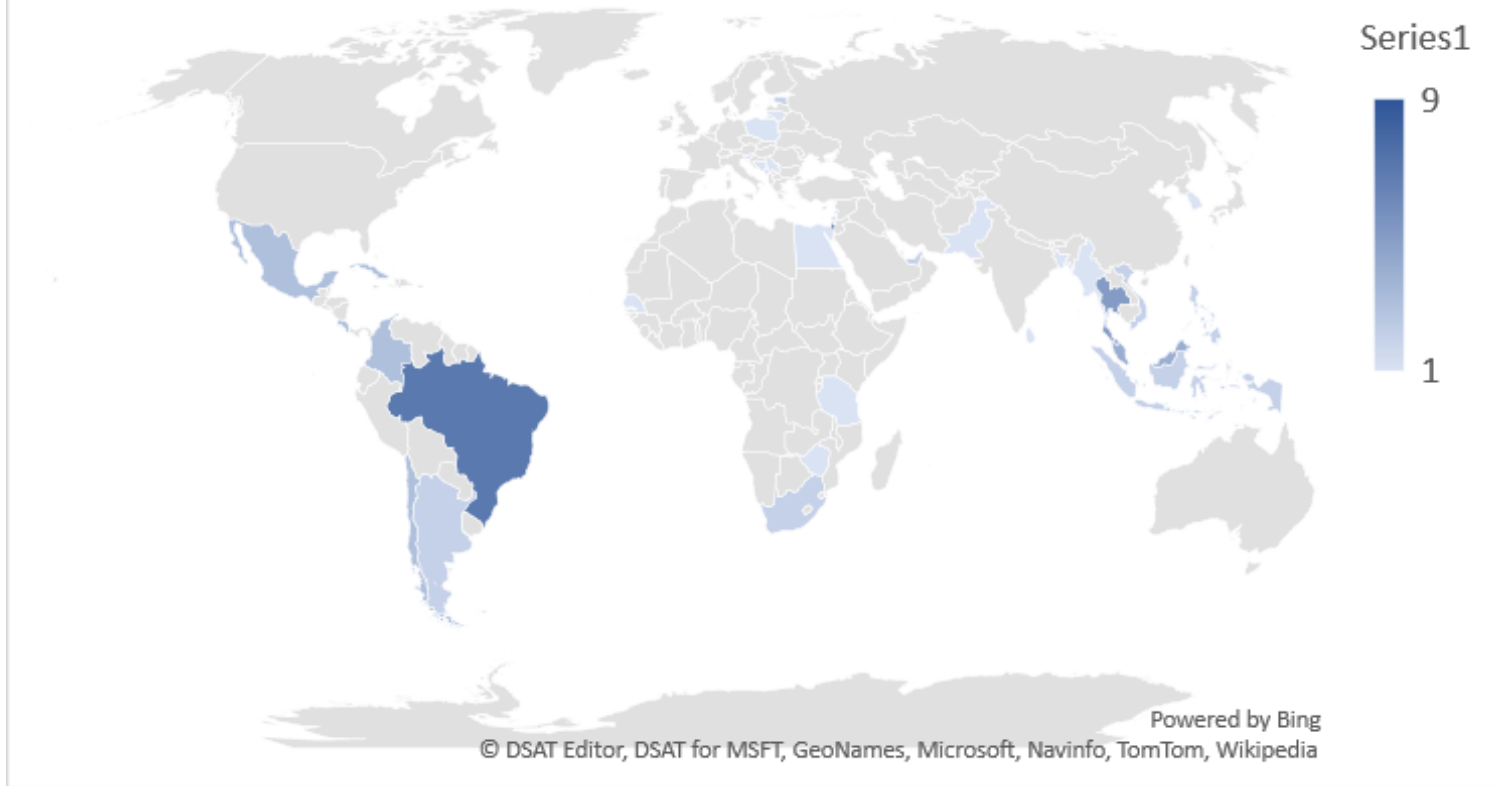 Series1
9
1
Powered by Bing
© DSAT Editor, DSAT for MSFT, GeoNames, Microsoft, Navinfo, TomTom, Wikipedia